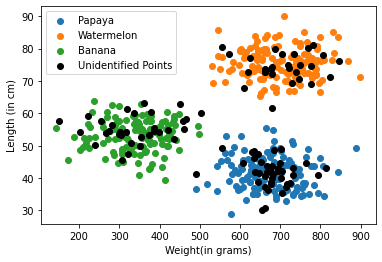 Papaya
Watermelon
Banana
Unidentified Points
Length (in cm)
90
80
70
60
50
40
30
200
300
400
500
600
700
800
900
Weight(in grams)